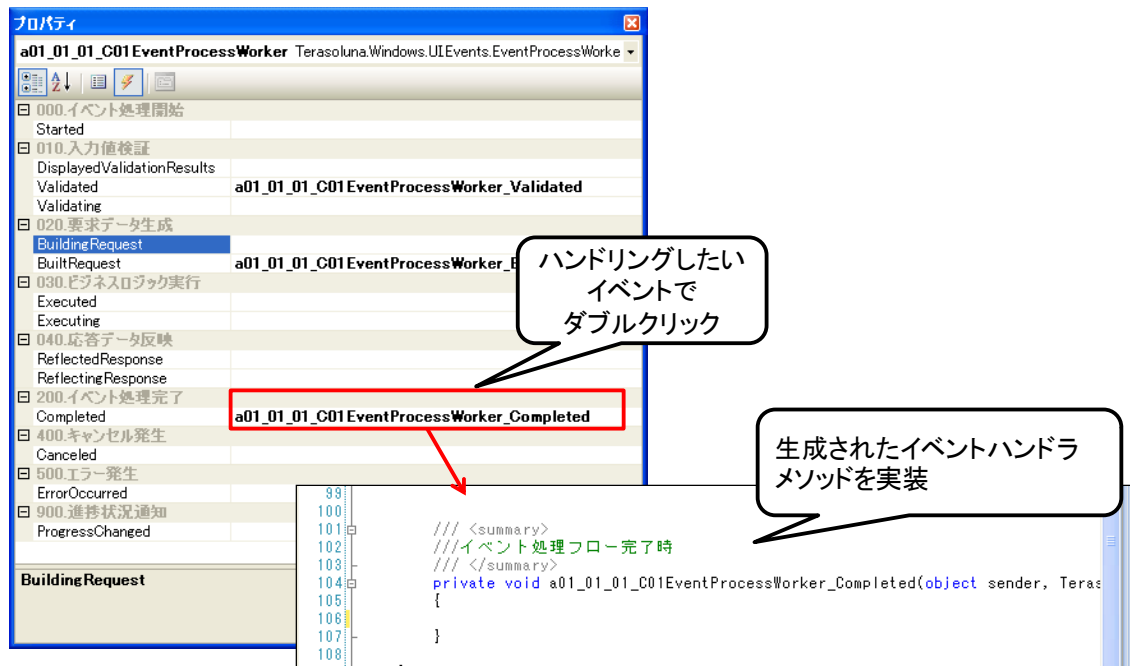 プロパティ
a01_01_01_C01EventProcessWorker Terasoluna.Windows.UIEvents.EventProcessWorke
000.イベント処理開始
Started
010.入力値検証
DisplayedValidationResults
Validated a01_01_01_C01EventProcessWorker_Validated
Validating
020.要求データ生成
BuildingRequest
BuiltRequest a01_01_01_C01EventProcessWorker_B
030.ビジネスロジック実行
Executed
Executing
040.応答データ反映
ReflectedResponse
ReflectingResponse
200.イベント処理完了
Completed a01_01_01_C01EventProcessWorker_Completed
400.キャンセル発生
Canceled
500.エラー発生
ErrorOccurred
900.進捗状況通知
ProgressChanged
BuildingRequest
ハンドリングしたい
イベントで
ダブルクリック
生成されたイベントハンドラ
メソッドを実装
99
100
101 /// <summary>
102 ///イベント処理フロー完了時
103 /// </summary>
104 private void a01_01_01_C01EventProcessWorker_Completed(object sender, Teras
105 {
106
107 }
108